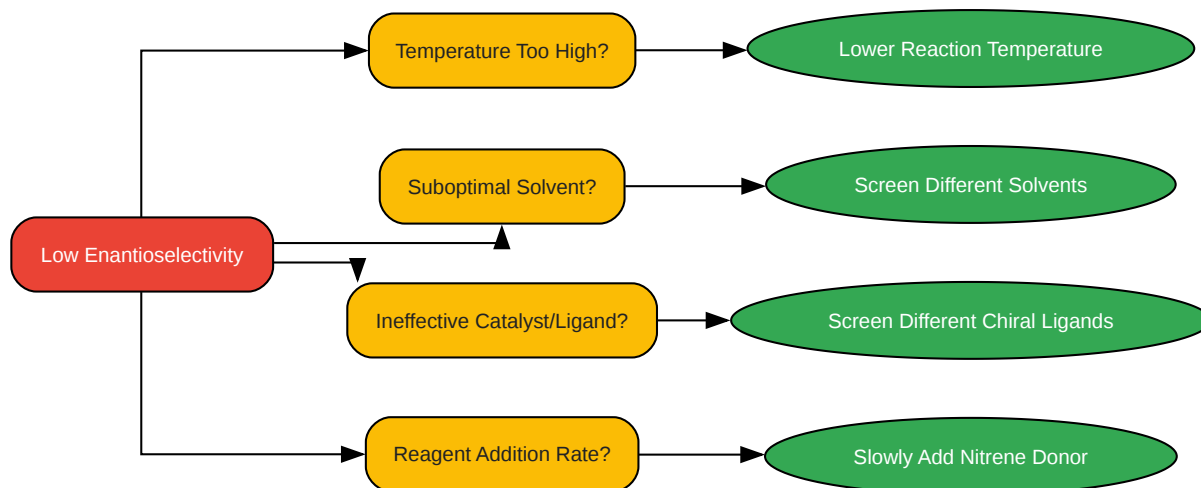 Temperature Too High?
Lower Reaction Temperature
Suboptimal Solvent?
Screen Different Solvents
Low Enantioselectivity
Ineffective Catalyst/Ligand?
Screen Different Chiral Ligands
Reagent Addition Rate?
Slowly Add Nitrene Donor